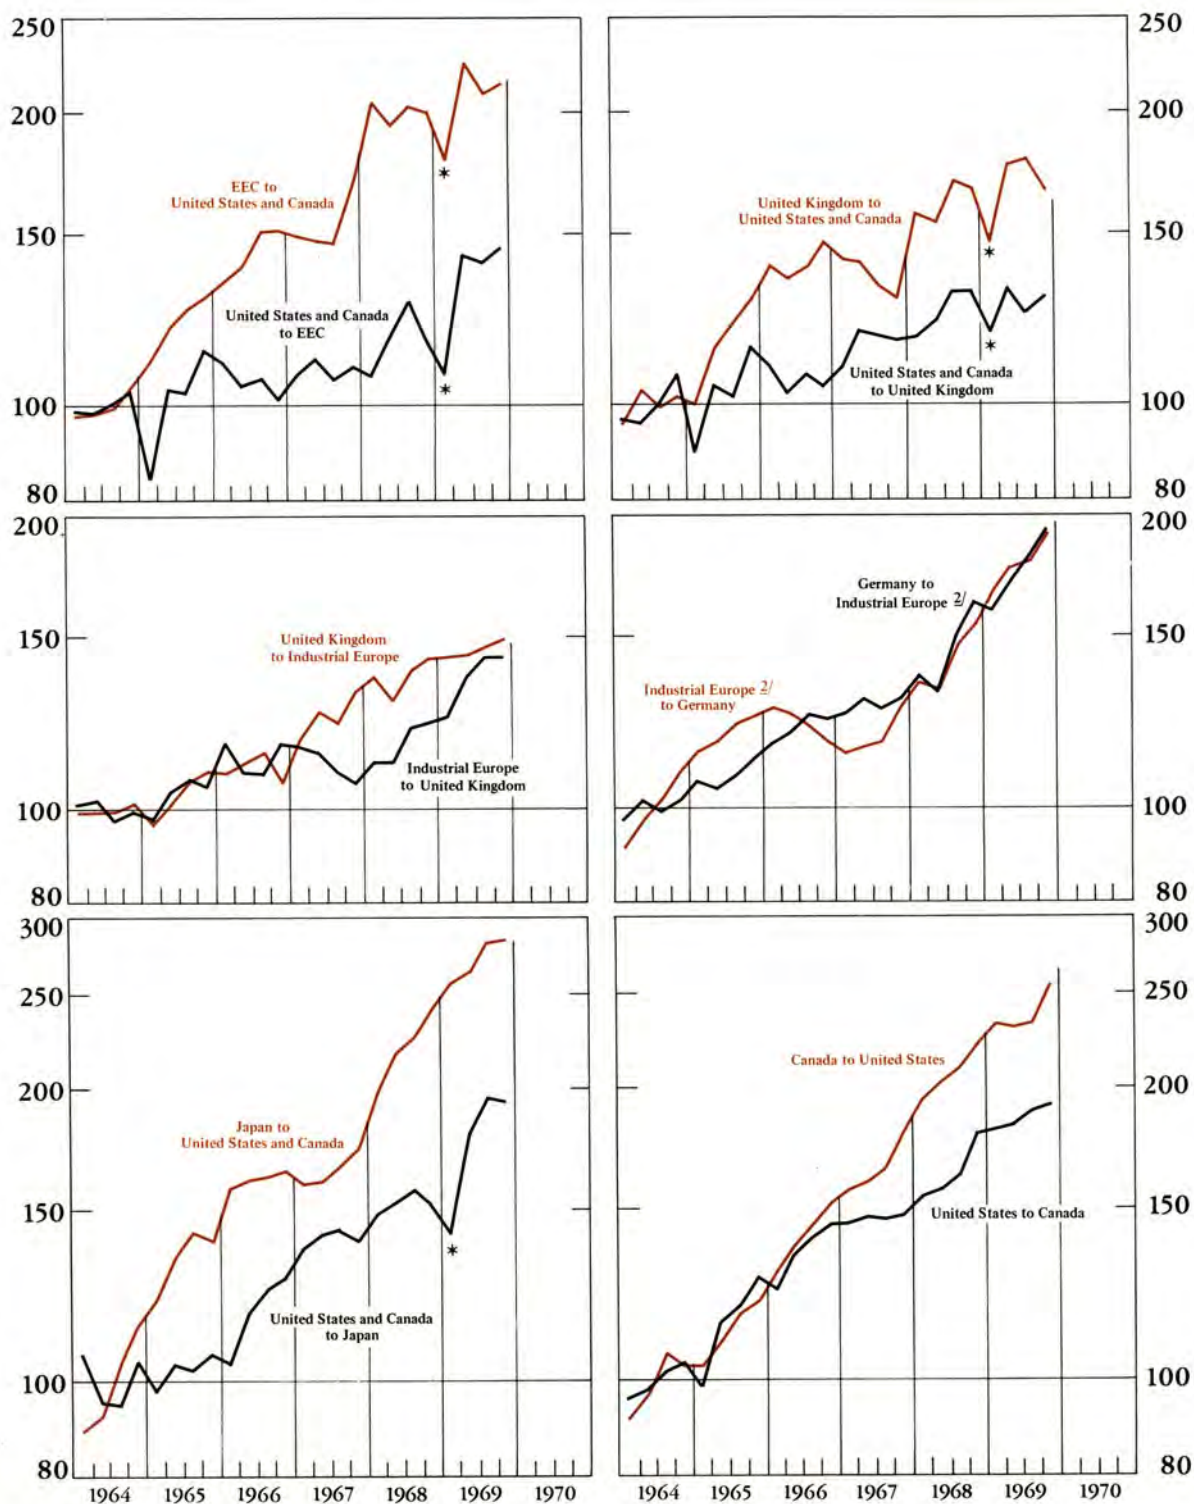 250
200
150
100
80
EEC to
United States and Canada
United States and Canada
to EEC
*
*
250
200
150
100
80
United Kingdom to
United States and Canada
United States and Canada
to United Kingdom
*
*
200
150
100
80
United Kingdom
to Industrial Europe
Industrial Europe
to United Kingdom
200
150
100
80
Germany to
Industrial Europe 2/
Industrial Europe 2/
to Germany
300
250
200
150
100
80
Japan to
United States and Canada
United States and Canada
to Japan
*
1964 1965 1966 1967 1968 1969 1970
300
250
200
150
100
80
Canada to United States
United States to Canada
1964 1965 1966 1967 1968 1969 1970